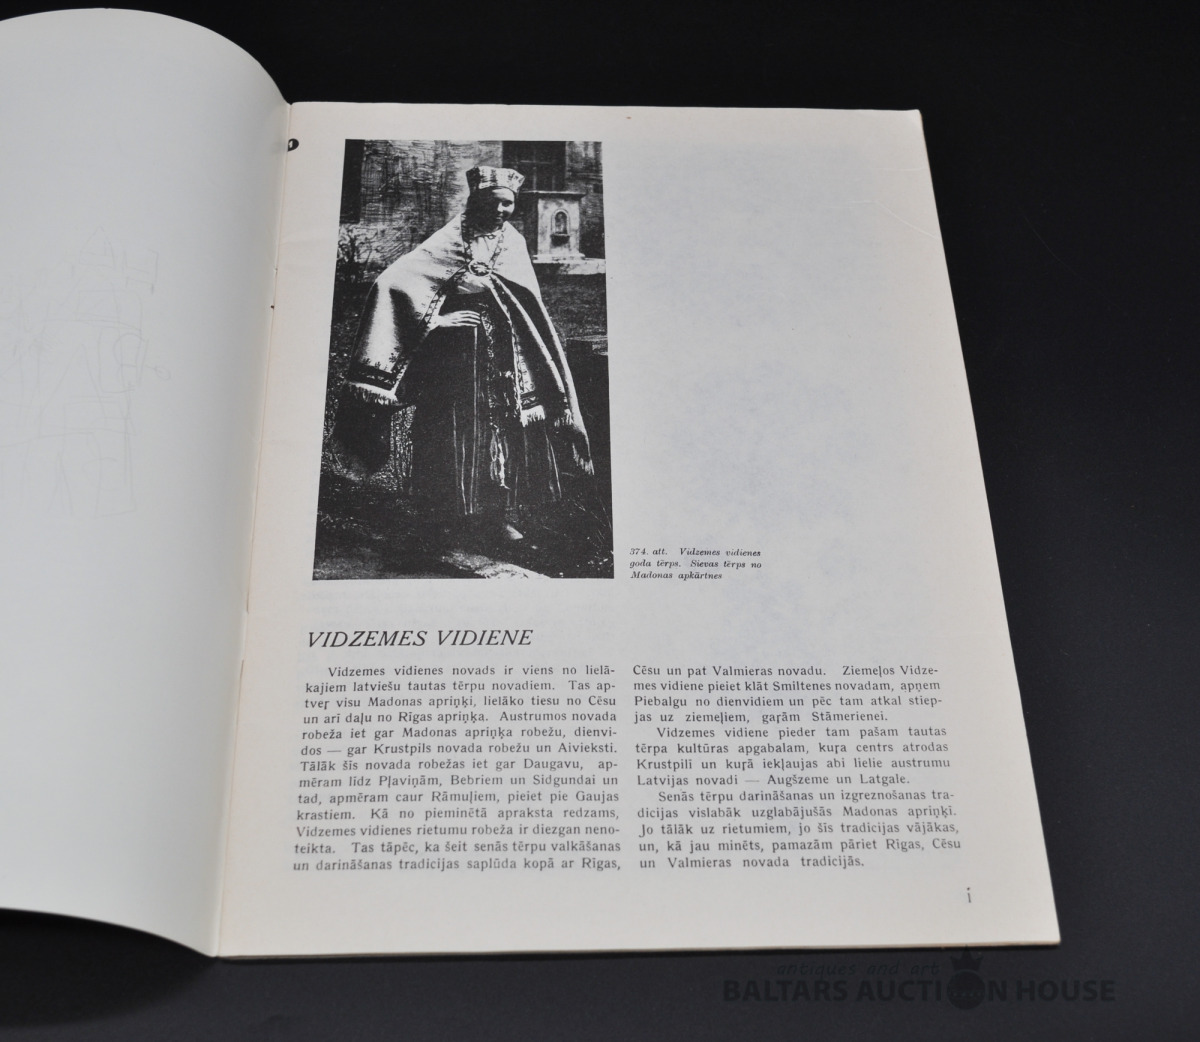 374. att. Vidzemes vidienes
goda tērps. Sievas tērps no
Madonas apkārtnes
VIDZEMES VIDIENE
Vidzemes vidienes novads ir viens no lielā-
kajiem latviešu tautas tērpu novadiem. Tas ap-
tveŗ visu Madonas apriņķi, lielāko tiesu no Cēsu
un arī daļu no Rīgas apriņķa. Austrumos novada
robeža iet gar Madonas apriņķa robežu, dienvi-
dos — gar Krustpils novada robežu un Aivieksti.
Tālāk šīs novada robežas iet gar Daugavu, ap-
mēram līdz Pļaviņām, Bebriem un Sidgundai un
tad, apmēram caur Rāmuļiem, pieiet pie Gaujas
krastiem. Kā no pieminētā apraksta redzams,
Vidzemes vidienes rietumu robeža ir diezgan neno-
teikta. Tas tāpēc, ka šeit senās tērpu valkāšanas
un darināšanas tradicijas saplūda kopā ar Rīgas,
Cēsu un pat Valmieras novadu. Ziemeļos Vidze-
mes vidiene pieiet klāt Smiltenes novadam, apņem
Piebalgu no dienvidiem un pēc tam atkal stiep-
jas uz ziemeļiem, gaŗām Stāmerienei.
Vidzemes vidiene pieder tam pašam tautas
tērpa kultūras apgabalam, kuŗa centrs atrodas
Krustpilī un kuŗā iekļaujas abi lielie austrumu
Latvijas novadi — Augšzeme un Latgale.
Senās tērpu darināšanas un izgreznošanas tra-
dicijas vislabāk uzglabājušās Madonas apriņķī.
Jo tālāk uz rietumiem, jo šīs tradicijas vājākas,
un, kā jau minēts, pamazām pāriet Rīgas, Cēsu
un Valmieras novada tradicijās.
i
antiques and art
BALTARS AUCTION HOUSE